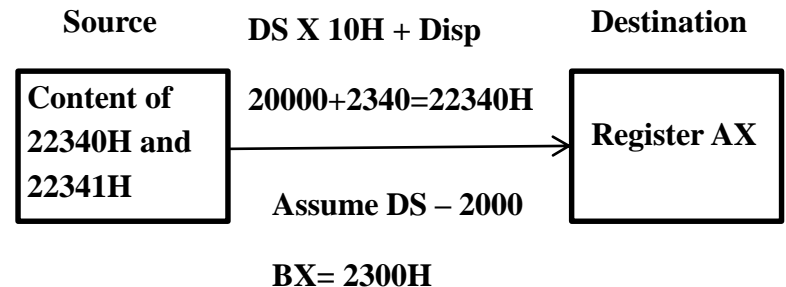 Source
DS X 10H + Disp
Destination
Content of
22340H and
22341H
20000+2340=22340H
Register AX
Assume DS – 2000
BX= 2300H